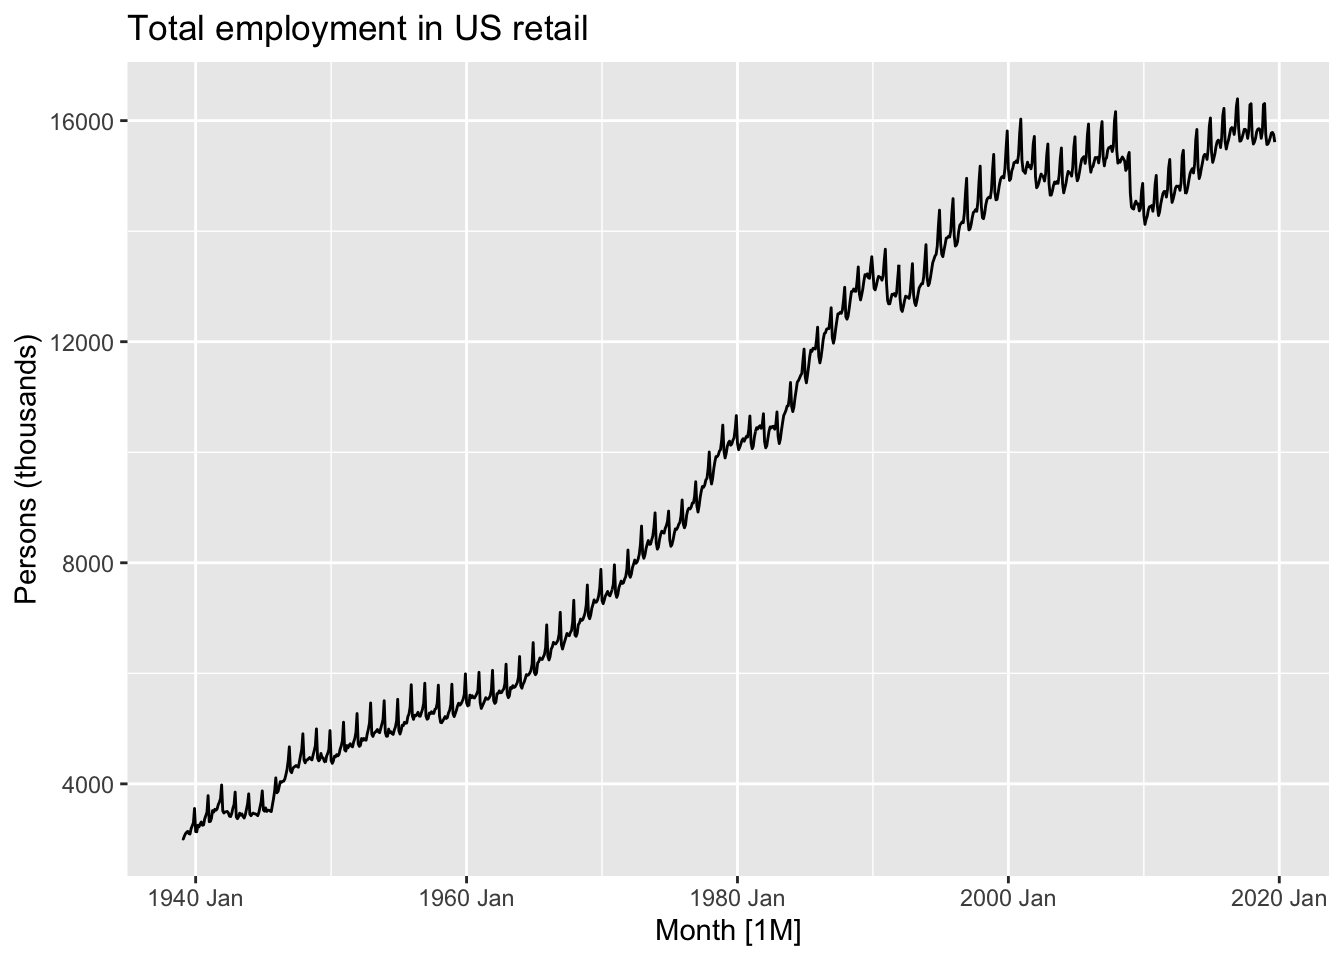 Total employment in US retail
16000
12000
8000
4000
Persons (thousands)
1940 Jan
1960 Jan
1980 Jan
2000 Jan
2020 Jan
Month [1M]